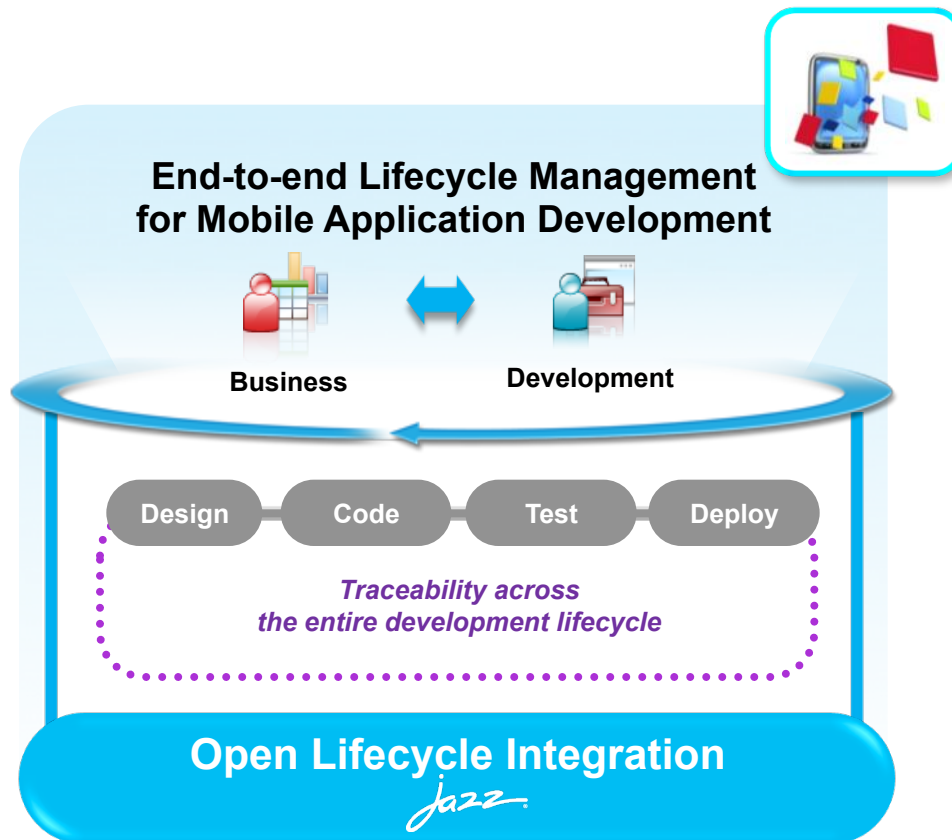 End-to-end Lifecycle Management
for Mobile Application Development
Business
Development
Design
Code
Test
Deploy
Traceability across
the entire development lifecycle
Open Lifecycle Integration
jazz